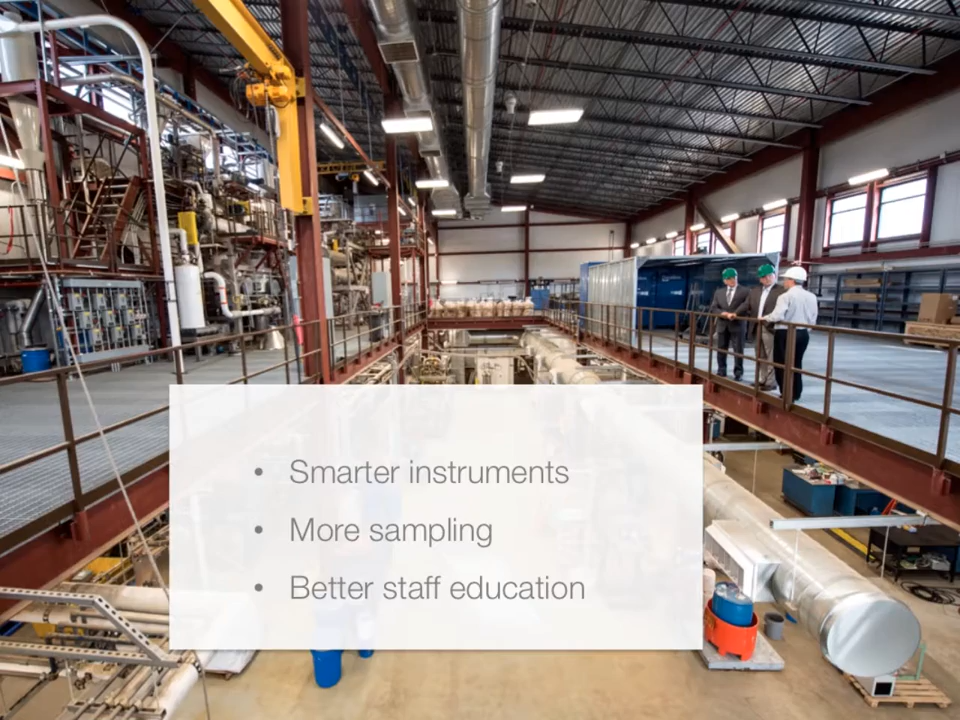 • Smarter instruments
• More sampling
• Better staff education